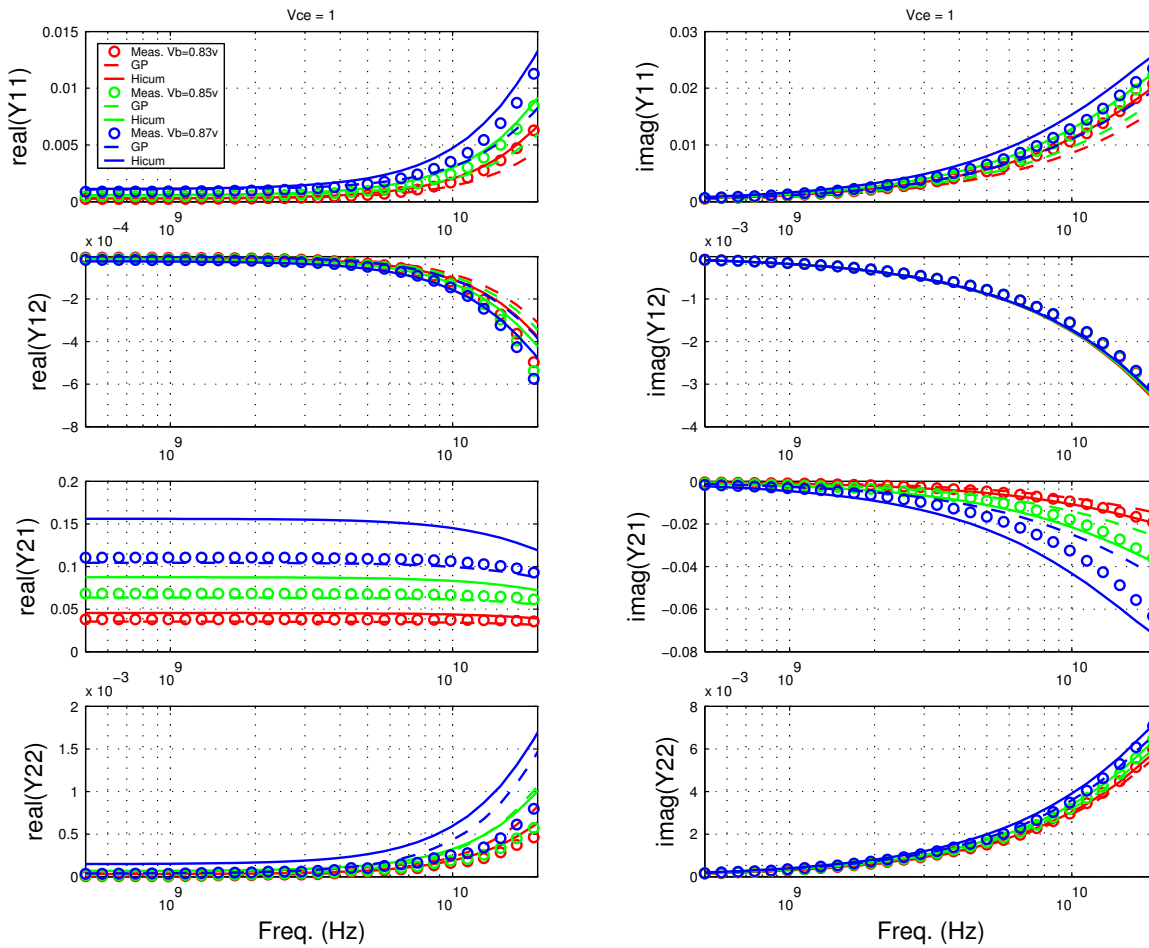 Vce = 1
real(Y11)
0.015
0.01
0.005
0
10^9
10^10
Meas. Vb=0.83v
GP
Hicum
Meas. Vb=0.85v
GP
Hicum
Meas. Vb=0.87v
GP
Hicum
Vce = 1
imag(Y11)
0.03
0.02
0.01
0
10^9
10^10
x 10^-4
real(Y12)
0
−2
−4
−6
−8
10^9
10^10
x 10^-3
imag(Y12)
0
−1
−2
−3
−4
10^9
10^10
real(Y21)
0.2
0.15
0.1
0.05
0
10^9
10^10
imag(Y21)
0
−0.02
−0.04
−0.06
−0.08
10^9
10^10
x 10^-3
real(Y22)
2
1.5
1
0.5
0
10^9
10^10
Freq. (Hz)
x 10^-3
imag(Y22)
8
6
4
2
0
10^9
10^10
Freq. (Hz)